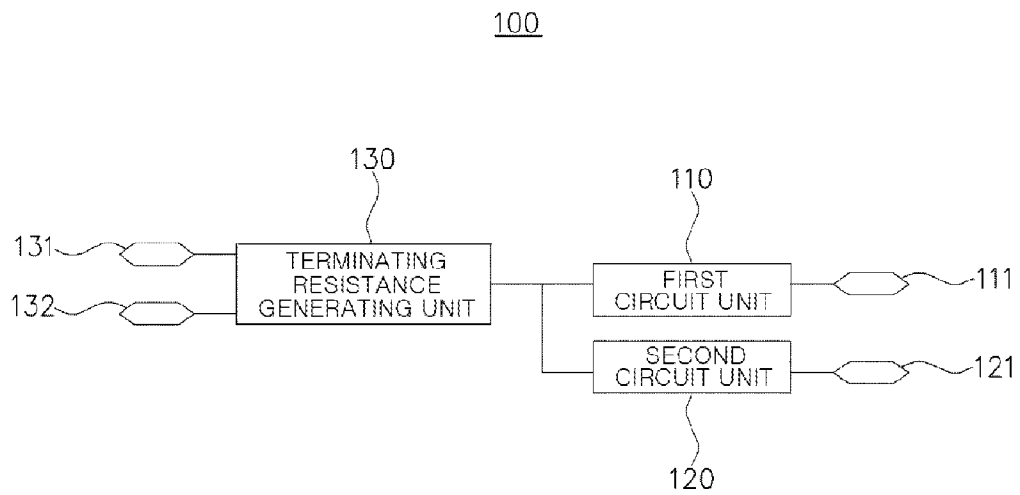 100
130
110
131
TERMINATING
RESISTANCE
GENERATING UNIT
132
FIRST
CIRCUIT UNIT
111
SECOND
CIRCUIT UNIT
121
120